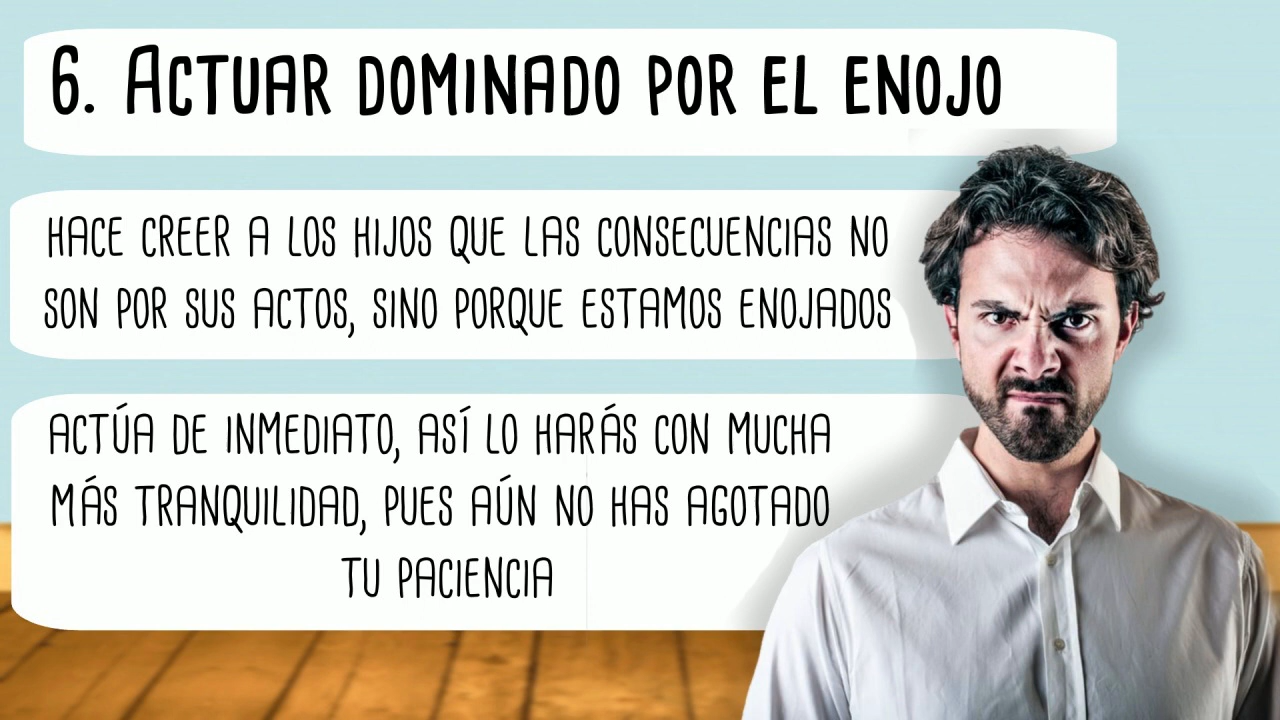 6. ACTUAR DOMINADO POR EL ENOJO
HACE CREER A LOS HIJOS QUE LAS CONSECUENCIAS NO
SON POR SUS ACTOS, SINO PORQUE ESTAMOS ENOJADOS
ACTÚA DE INMEDIATO, ASÍ LO HARÁS CON MUCHA
MÁS TRANQUILIDAD, PUES AÚN NO HAS AGOTADO
TU PACIENCIA